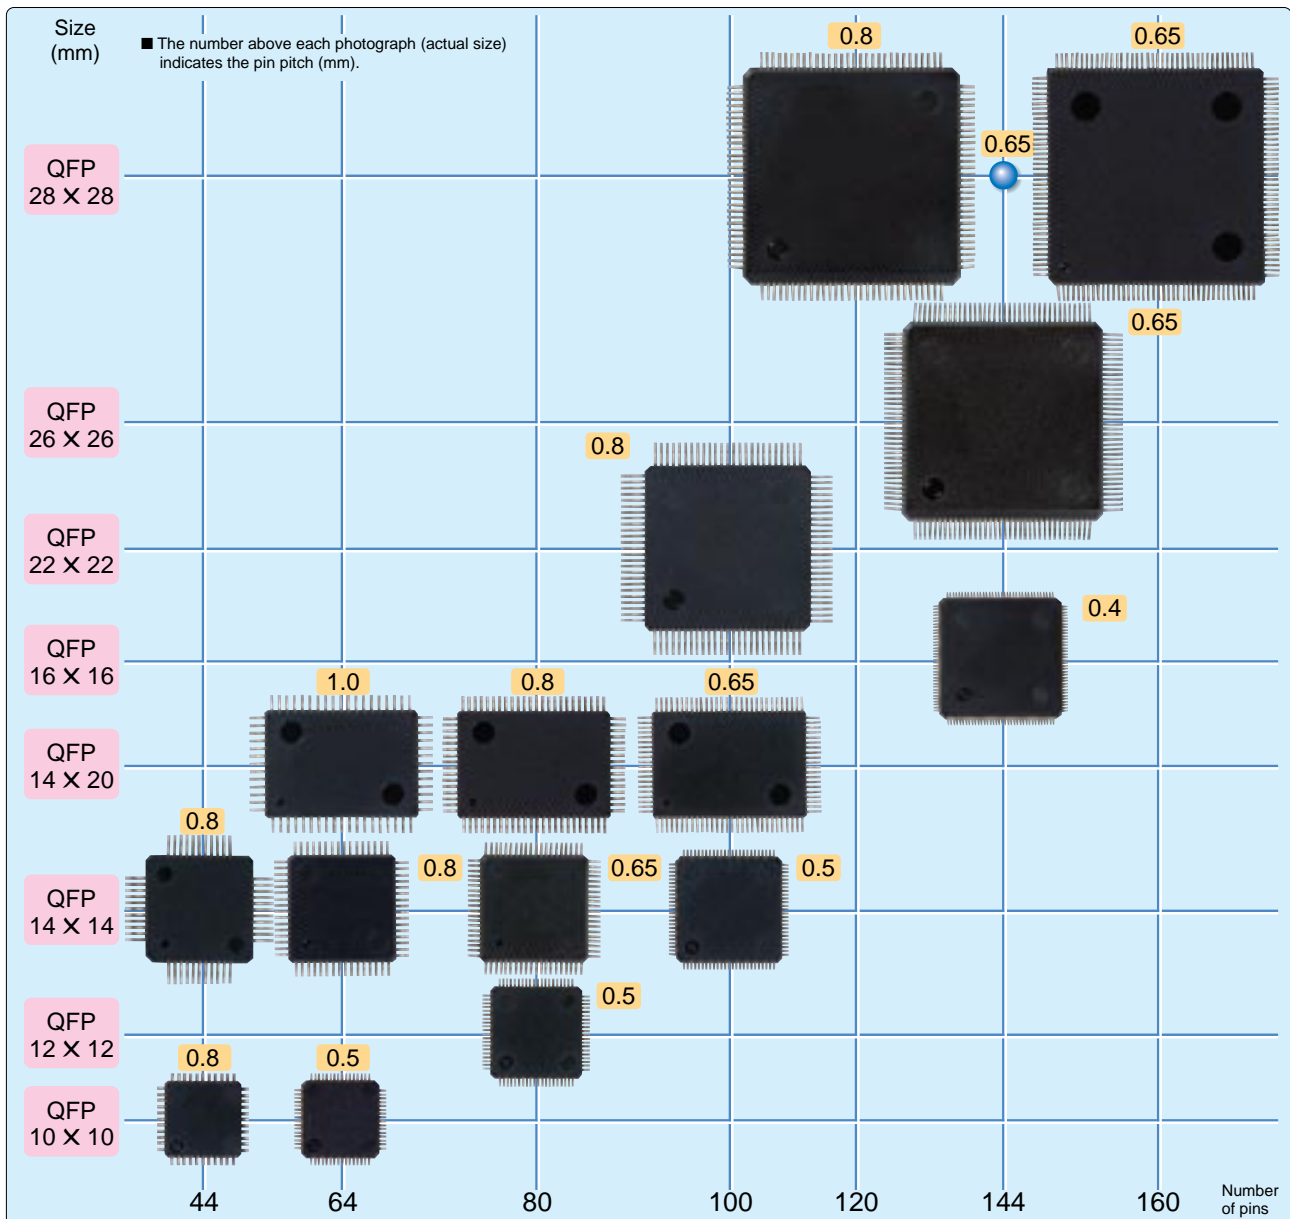 Size
(mm)
■ The number above each photograph (actual size)
indicates the pin pitch (mm).
0.8
0.65
0.65
QFP
28 × 28
0.65
QFP
26 × 26
0.8
QFP
22 × 22
0.4
QFP
16 × 16
1.0
0.8
0.65
QFP
14 × 20
0.8
0.8
0.65
0.5
QFP
14 × 14
0.5
QFP
12 × 12
0.8
0.5
QFP
10 × 10
44
64
80
100
120
144
160
Number
of pins